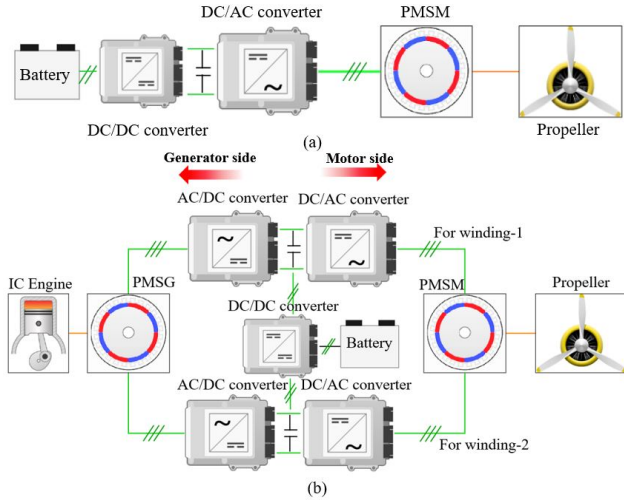 DC/AC converter
PMSM
Battery
DC/DC converter
Propeller
(a)
Generator side
Motor side
AC/DC converter
DC/AC converter
For winding-1
IC Engine
PMSG
DC/DC converter
PMSM
Propeller
Battery
AC/DC converter
DC/AC converter
For winding-2
(b)